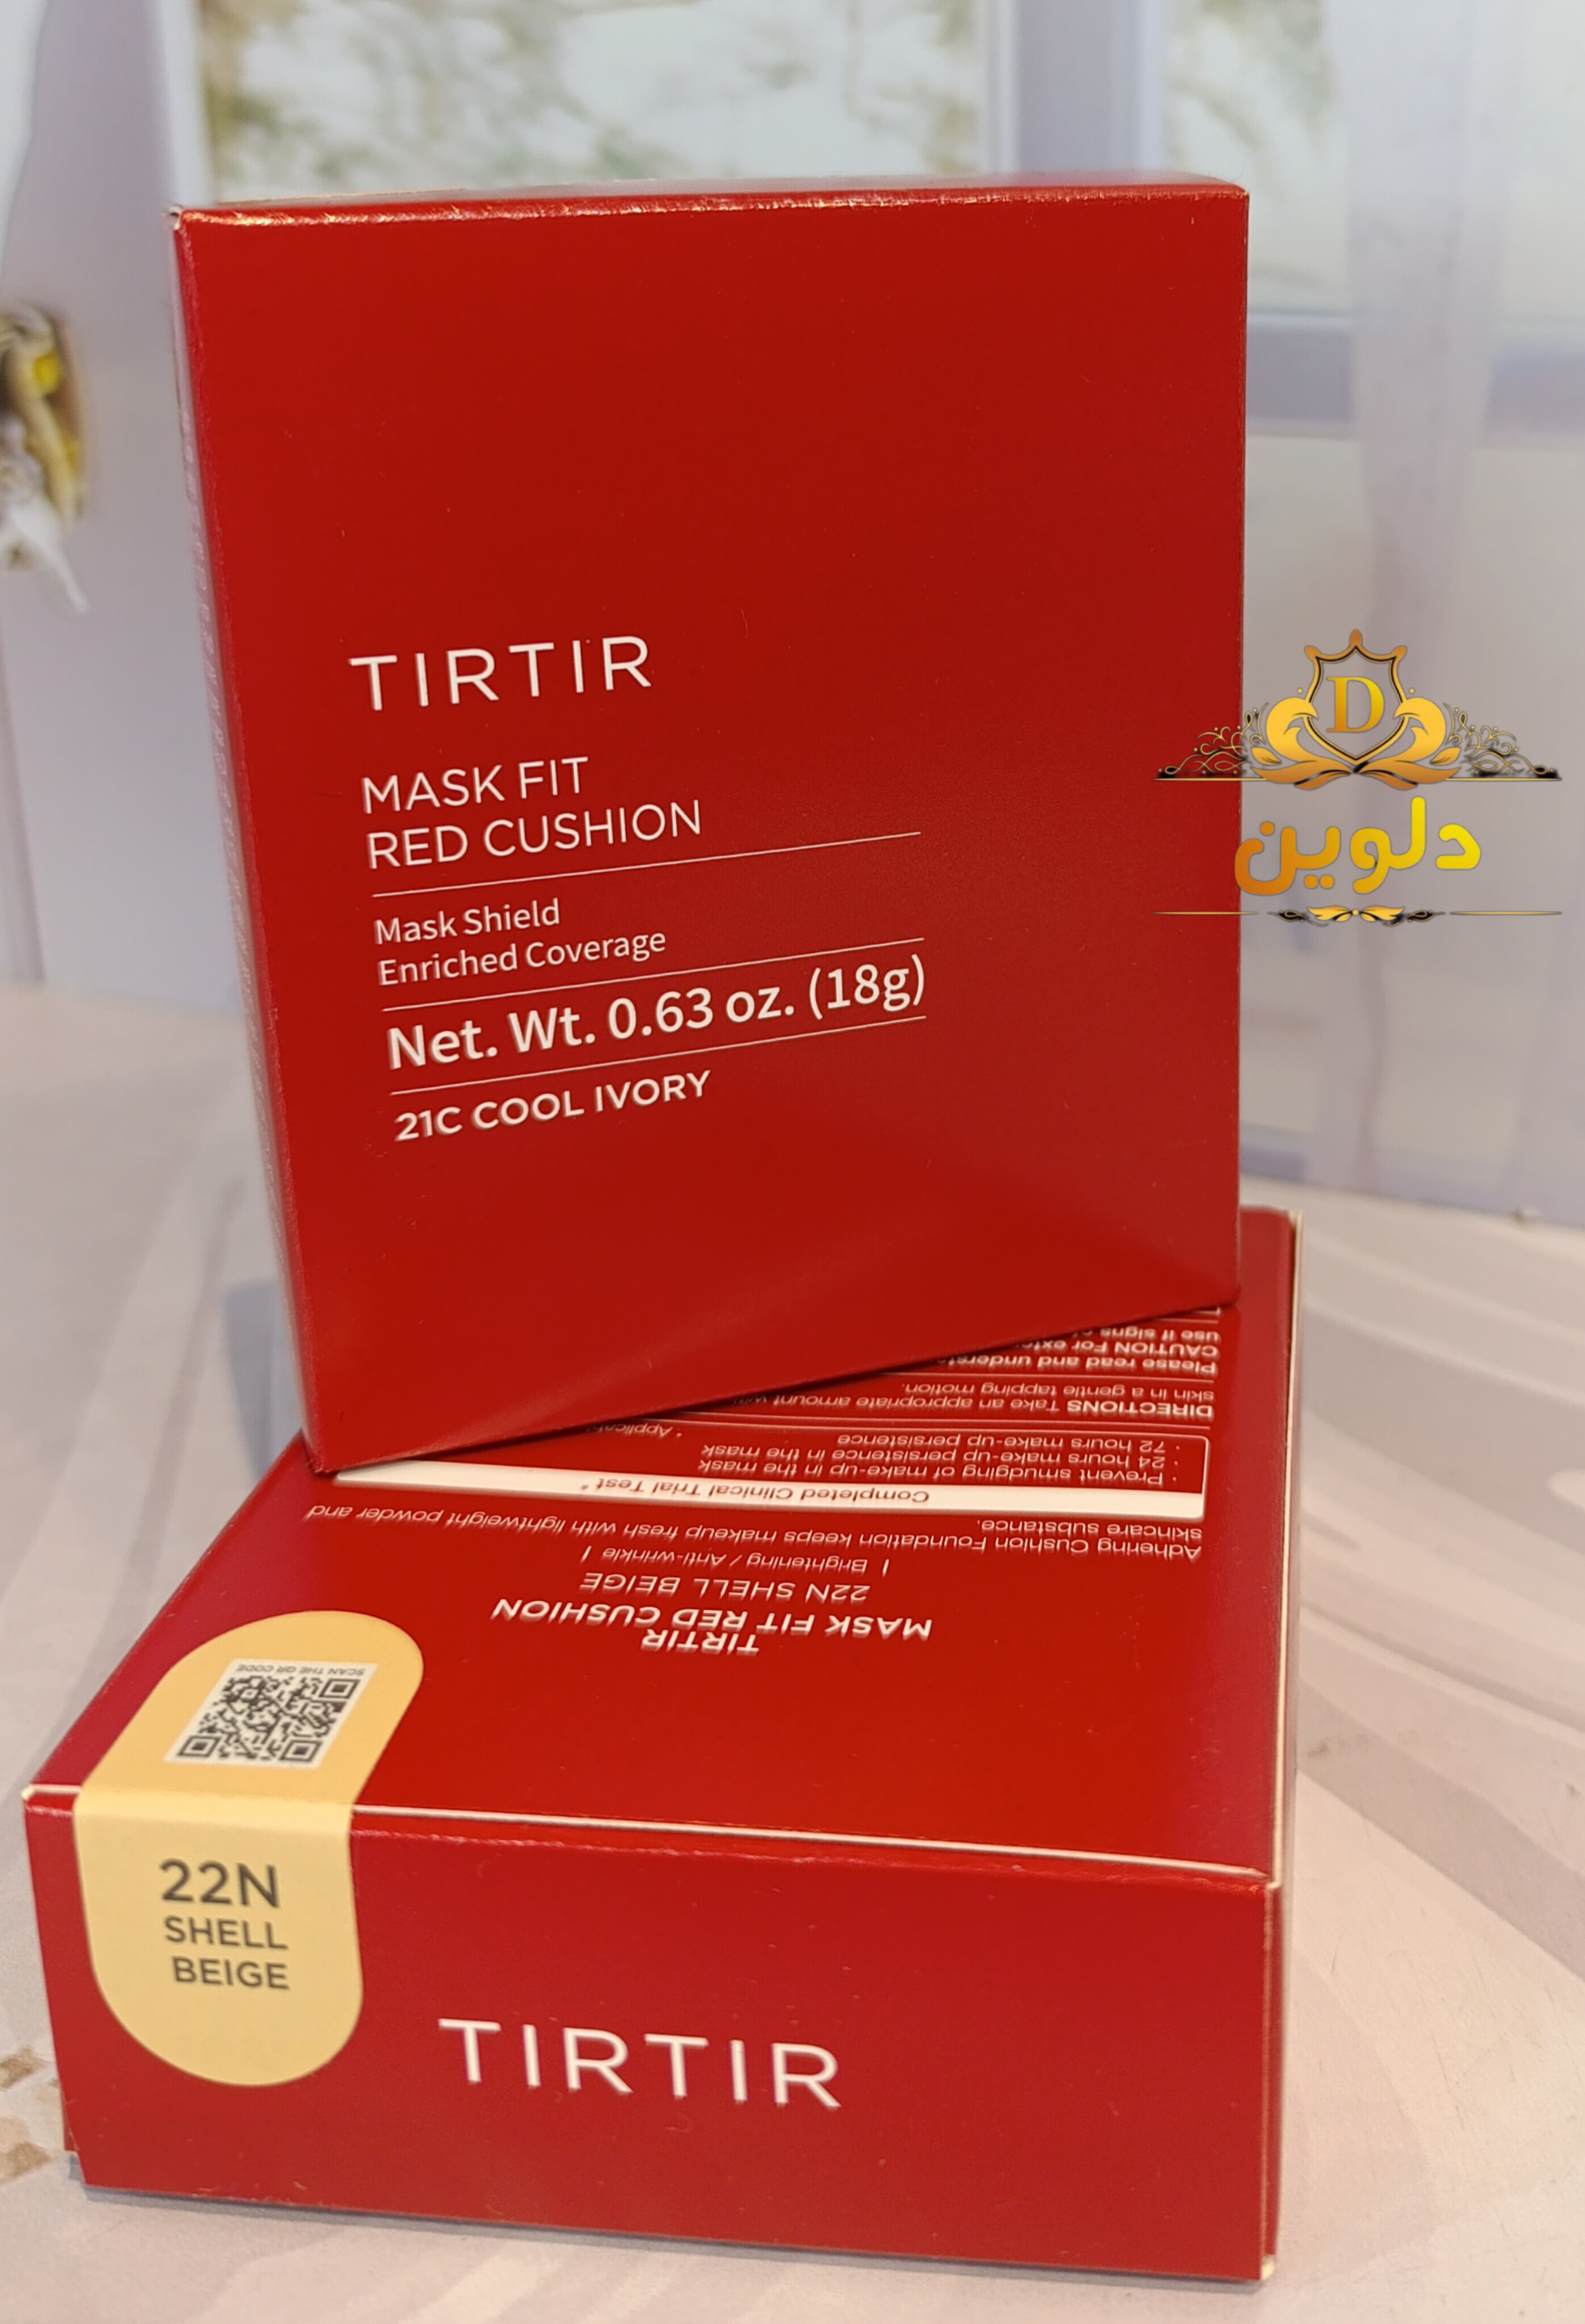 TIRTIR
MASK FIT
RED CUSHION
Mask Shield
Enriched Coverage
Net. Wt. 0.63 oz. (18g)
21C COOL IVORY
D
دلوین
TIRTIR
MASK FIT RED CUSHION
22N SHELL BEIGE
| Brightening / Anti-wrinkle |
Adhering Cushion Foundation keeps makeup fresh with lightweight powder and
skincare substance.
Completed Clinical Trial Test*
· Prevent smudging of make-up in the mask
· 24 hours make-up persistence in the mask
· 72 hours make-up persistence
DIRECTIONS Take an appropriate amount
skin in a gentle tapping motion.
Please read and
CAUTION For
use if signs
SCAN THE QR CODE
22N
SHELL
BEIGE
TIRTIR